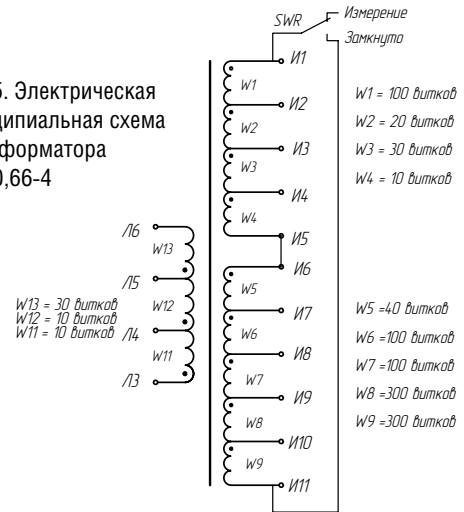 SWR
Измерение
Замкнуто
5. Электрическая
ципиальная схема
форматора
0,66-4
И1
W1
И2
W2
И3
W3
И4
W4
И5
И6
W5
И7
W6
И8
W7
И9
W8
И10
W9
И11
W1 = 100 витков
W2 = 20 витков
W3 = 30 витков
W4 = 10 витков
W5 =40 витков
W6 =100 витков
W7 =100 витков
W8 =300 витков
W9 =300 витков
Л6
W13
Л5
W12
Л4
W11
Л3
W13 = 30 витков
W12 = 10 витков
W11 = 10 витков